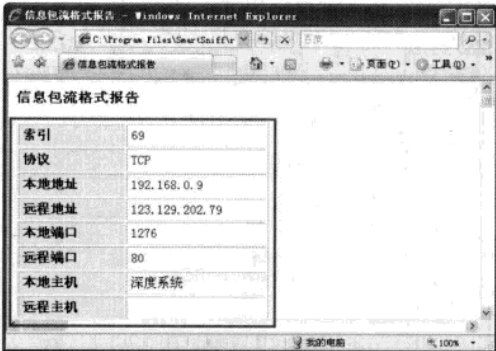 信息包流格式报告 - Windows Internet Explorer
C:\Program Files\SmartSniff\r
百度
信息包流格式报告
页面(P)
工具(O)
信息包流格式报告
索引 69
协议 TCP
本地地址 192.168.0.9
远程地址 123.129.202.79
本地端口 1276
远程端口 80
本地主机 深度系统
远程主机
我的电脑
100%